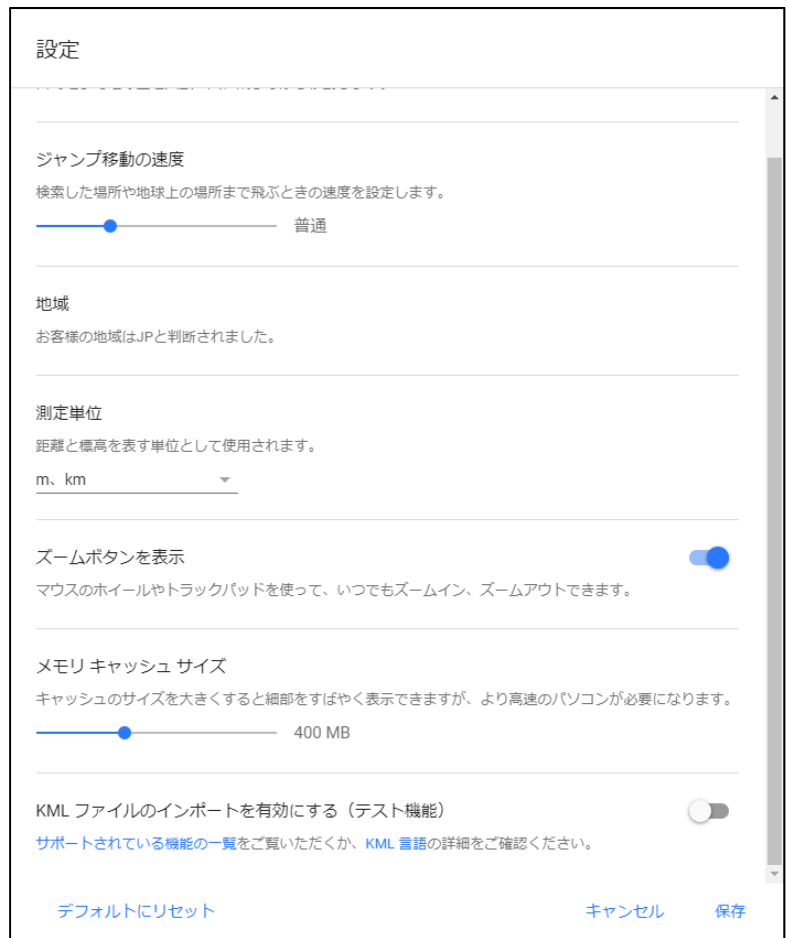 設定
ジャンプ移動の速度
検索した場所や地球上の場所まで飛ぶときの速度を設定します。
普通
地域
お客様の地域はJPと判断されました。
測定単位
距離と標高を表す単位として使用されます。
m、km
ズームボタンを表示
マウスのホイールやトラックパッドを使って、いつでもズームイン、ズームアウトできます。
メモリ キャッシュ サイズ
キャッシュのサイズを大きくすると細部をすばやく表示できますが、より高速のパソコンが必要になります。
400 MB
KML ファイルのインポートを有効にする（テスト機能）
サポートされている機能の一覧をご覧いただくか、KML 言語の詳細をご確認ください。
デフォルトにリセット キャンセル 保存